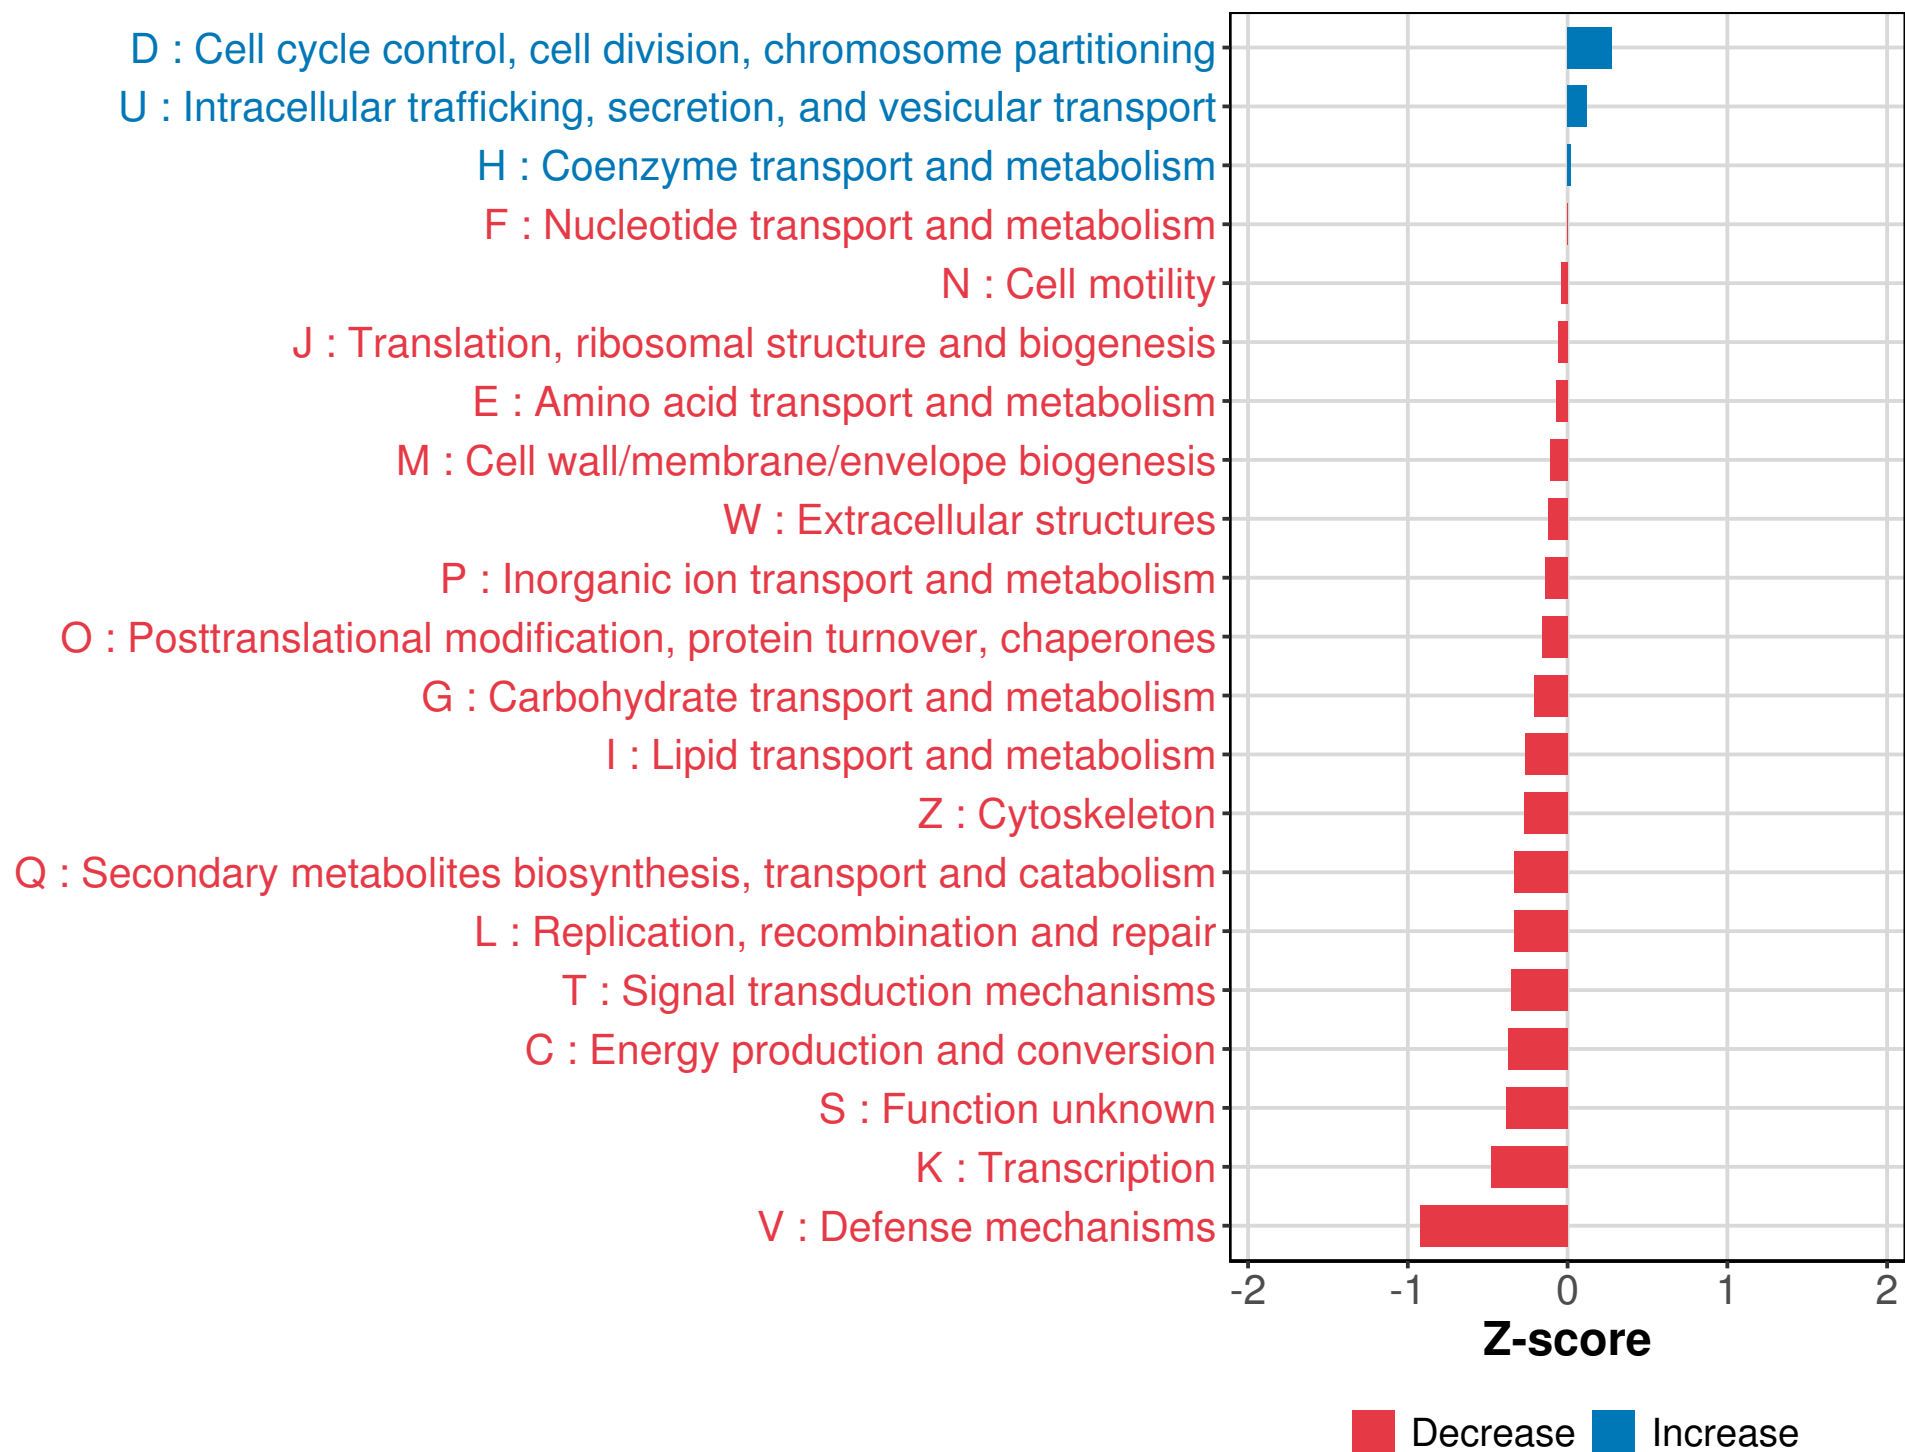 D : Cell cycle control, cell division, chromosome partitioning
U : Intracellular trafficking, secretion, and vesicular transport
H : Coenzyme transport and metabolism
F : Nucleotide transport and metabolism
N : Cell motility
J : Translation, ribosomal structure and biogenesis
E : Amino acid transport and metabolism
M : Cell wall/membrane/envelope biogenesis
W : Extracellular structures
P : Inorganic ion transport and metabolism
O : Posttranslational modification, protein turnover, chaperones
G : Carbohydrate transport and metabolism
I : Lipid transport and metabolism
Z : Cytoskeleton
Q : Secondary metabolites biosynthesis, transport and catabolism
L : Replication, recombination and repair
T : Signal transduction mechanisms
C : Energy production and conversion
S : Function unknown
K : Transcription
V : Defense mechanisms
-2 -1 0 1 2
Z-score
Decrease Increase